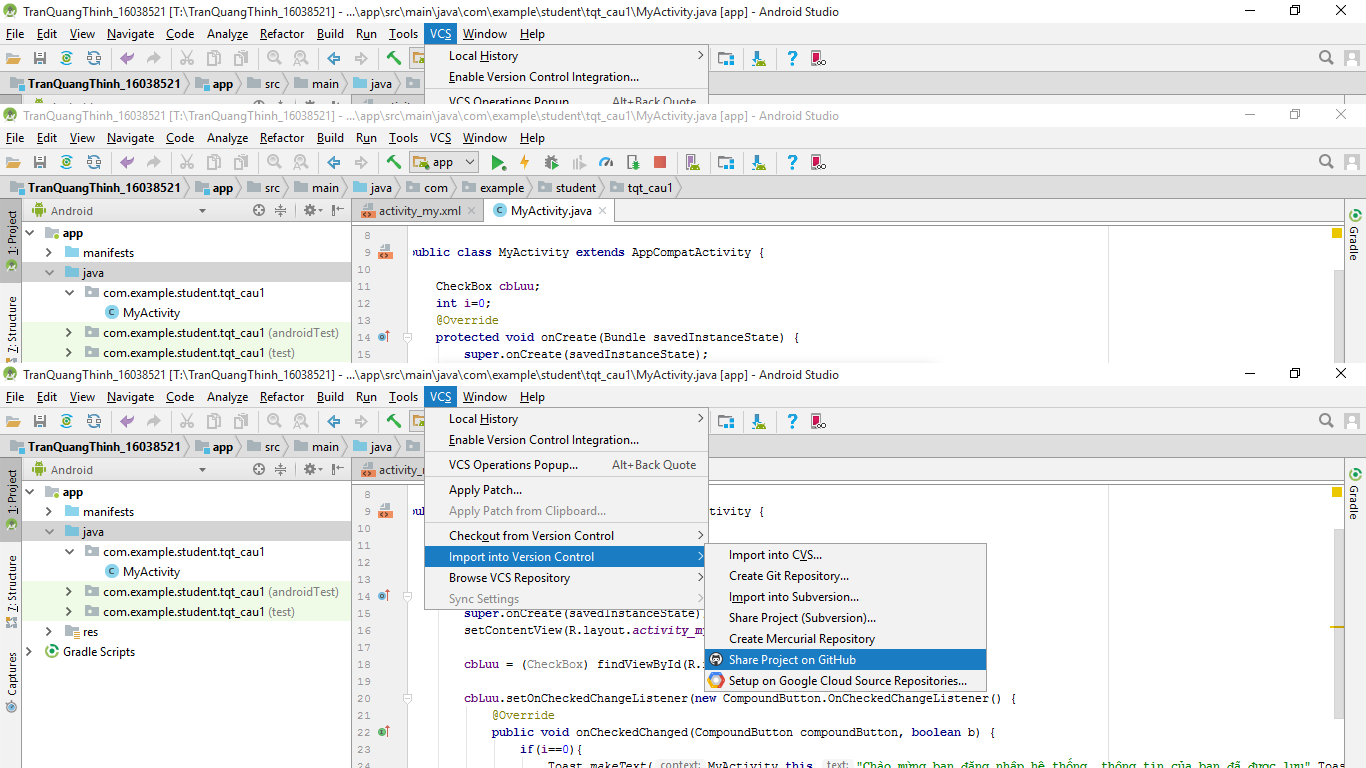 TranQuangThinh_16038521 [T:\TranQuangThinh_16038521] - ...\app\src\main\java\com\example\student\tqt_cau1\MyActivity.java [app] - Android Studio
File Edit View Navigate Code Analyze Refactor Build Run Tools VCS Window Help
Local History
TranQuangThinh_16038521 app src main java
Enable Version Control Integration...
VCS Operations Popup Alt+Back Quote
TranQuangThinh_16038521 [T:\TranQuangThinh_16038521] - ...\app\src\main\java\com\example\student\tqt_cau1\MyActivity.java [app] - Android Studio
File Edit View Navigate Code Analyze Refactor Build Run Tools VCS Window Help
app
TranQuangThinh_16038521 app src main java com example student tqt_cau1
Android activity_my.xml MyActivity.java
1: Project
7: Structure
Gradle
app
manifests
java
com.example.student.tqt_cau1
MyActivity
com.example.student.tqt_cau1 (androidTest)
com.example.student.tqt_cau1 (test)
8
9 public class MyActivity extends AppCompatActivity {
10
11 CheckBox cbLuu;
12 int i=0;
13 @Override
14 protected void onCreate(Bundle savedInstanceState) {
15 super.onCreate(savedInstanceState);
TranQuangThinh_16038521 [T:\TranQuangThinh_16038521] - ...\app\src\main\java\com\example\student\tqt_cau1\MyActivity.java [app] - Android Studio
File Edit View Navigate Code Analyze Refactor Build Run Tools VCS Window Help
TranQuangThinh_16038521 app src main java
Android
1: Project
7: Structure
Captures
Gradle
app
manifests
java
com.example.student.tqt_cau1
MyActivity
com.example.student.tqt_cau1 (androidTest)
com.example.student.tqt_cau1 (test)
res
Gradle Scripts
Local History
Enable Version Control Integration...
VCS Operations Popup... Alt+Back Quote
Apply Patch...
Apply Patch from Clipboard...
Checkout from Version Control
Import into Version Control
Browse VCS Repository
Sync Settings
Import into CVS...
Create Git Repository...
Import into Subversion...
Share Project (Subversion)...
Create Mercurial Repository
Share Project on GitHub
Setup on Google Cloud Source Repositories...
8
9 tivity {
10
11
12
13
14
15 super.onCreate(savedInstanceState)
16 setContentView(R.layout.activity_my
17
18 cbLuu = (CheckBox) findViewById(R.
19
20 cbLuu.setOnCheckedChangeListener(new CompoundButton.OnCheckedChangeListener() {
21 @Override
22 public void onCheckedChanged(CompoundButton compoundButton, boolean b) {
23 if(i==0){
24 Toast.makeText( context: MyActivity.this, text: "Chào mừng bạn đăng nhập hệ thống, thông tin của bạn đã được lưu"